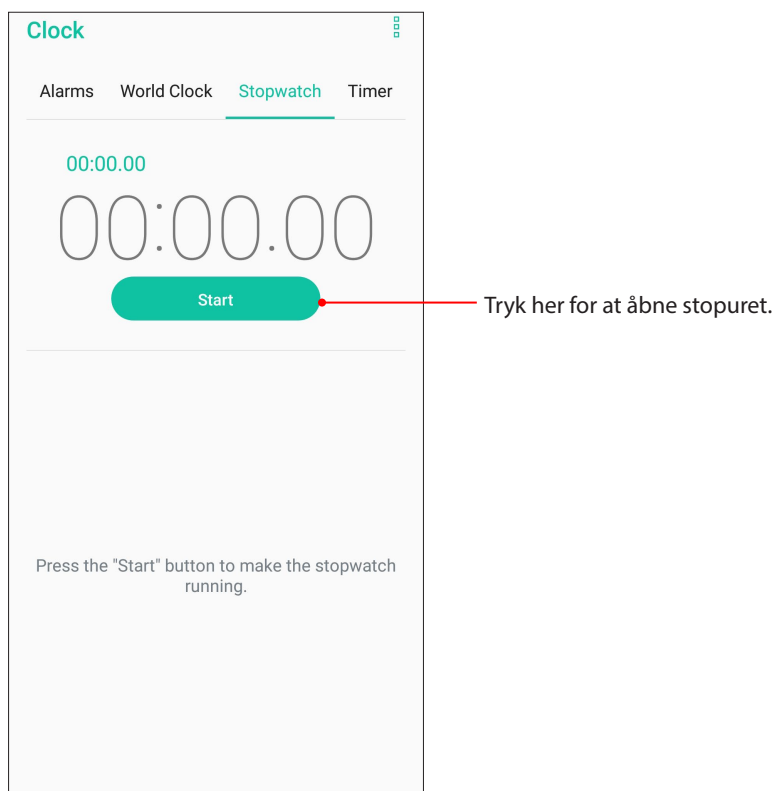 Clock
Alarms World Clock Stopwatch Timer
00:00.00
00:00.00
Start
Tryk her for at åbne stopuret.
Press the "Start" button to make the stopwatch
running.